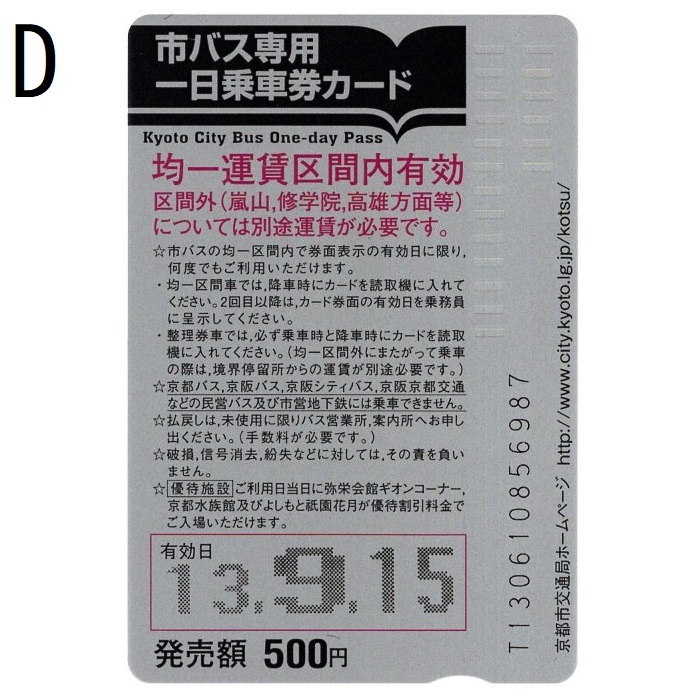 D
市バス専用
一日乗車券カード
Kyoto City Bus One-day Pass
均一運賃区間内有効
区間外(嵐山,修学院,高雄方面等)
については別途運賃が必要です。
☆市バスの均一区間内で券面表示の有効日に限り,
何度でもご利用いただけます。
・均一区間車では,降車時にカードを読取機に入れて
ください。2回目以降は,カード券面の有効日を乗務員
に呈示してください。
・整理券車では,必ず乗車時と降車時にカードを読取
機に入れてください。(均一区間外にまたがって乗車
の際は,境界停留所からの運賃が別途必要です。)
☆京都バス,京阪バス,京阪シティバス,京阪京都交通
などの民営バス及び市営地下鉄には乗車できません。
☆払戻しは,未使用に限りバス営業所,案内所へお申し
出ください。(手数料が必要です。)
☆破損,信号消去,紛失などに対しては,その責を負い
ません。
☆優待施設 ご利用日当日に弥栄会館ギオンコーナー,
京都水族館及びよしもと祇園花月が優待割引料金で
ご入場いただけます。
有効日
13.9.15
発売額 500円
T130610856987
京都市交通局ホームページ http://www.city.kyoto.lg.jp/kotsu/